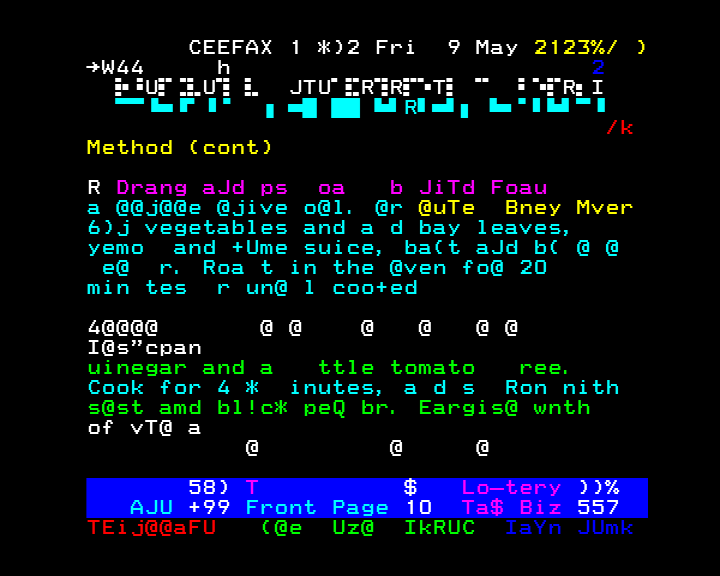 CEEFAX 1 *)2 Fri 9 May 2123%/ )
→W44 h 2
/k
Method (cont)
R Drang aJd ps oa b JiTd Foau
a @@j@@e @jive o@l. @r @uTe Bney Mver
6)j vegetables and a d bay leaves,
yemo and +Ume suice, ba(t aJd b( @ @
e@ r. Roa t in the @ven fo@ 20
min tes r un@ l coo+ed
4@@@@ @ @ @ @ @ @
I@s”cpan
uinegar and a ttle tomato ree.
Cook for 4 * inutes, a d s Ron nith
s@st amd bl!c* peQ br. Eargis@ wnth
of vT@ a
@ @ @
58) T $ Lo—tery ))%
AJU +99 Front Page 10 Ta$ Biz 557
TEij@@aFU (@e Uz@ IkRUC IaYn JUmk